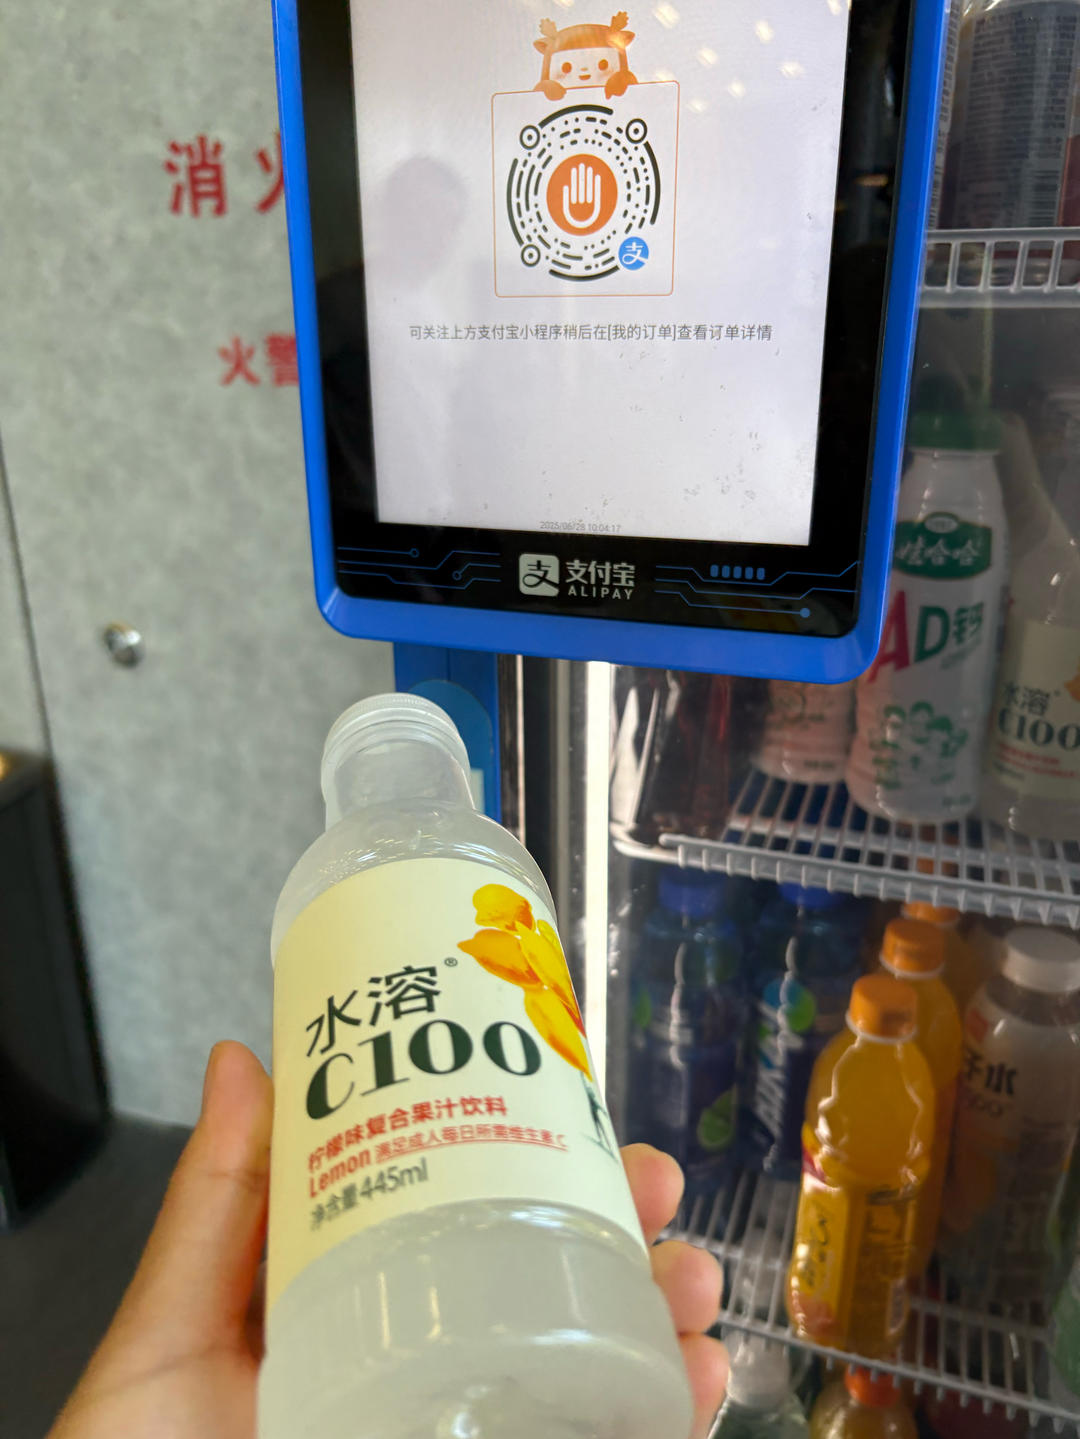 消火
火警
可关注上方支付宝小程序稍后在[我的订单]查看订单详情
2025/06/28 10:04:17
支
支付宝
ALIPAY
娃哈哈
AD钙
水溶
C100
水溶®
C100
柠檬味复合果汁饮料
Lemon 满足成人每日所需维生素C
净含量445ml